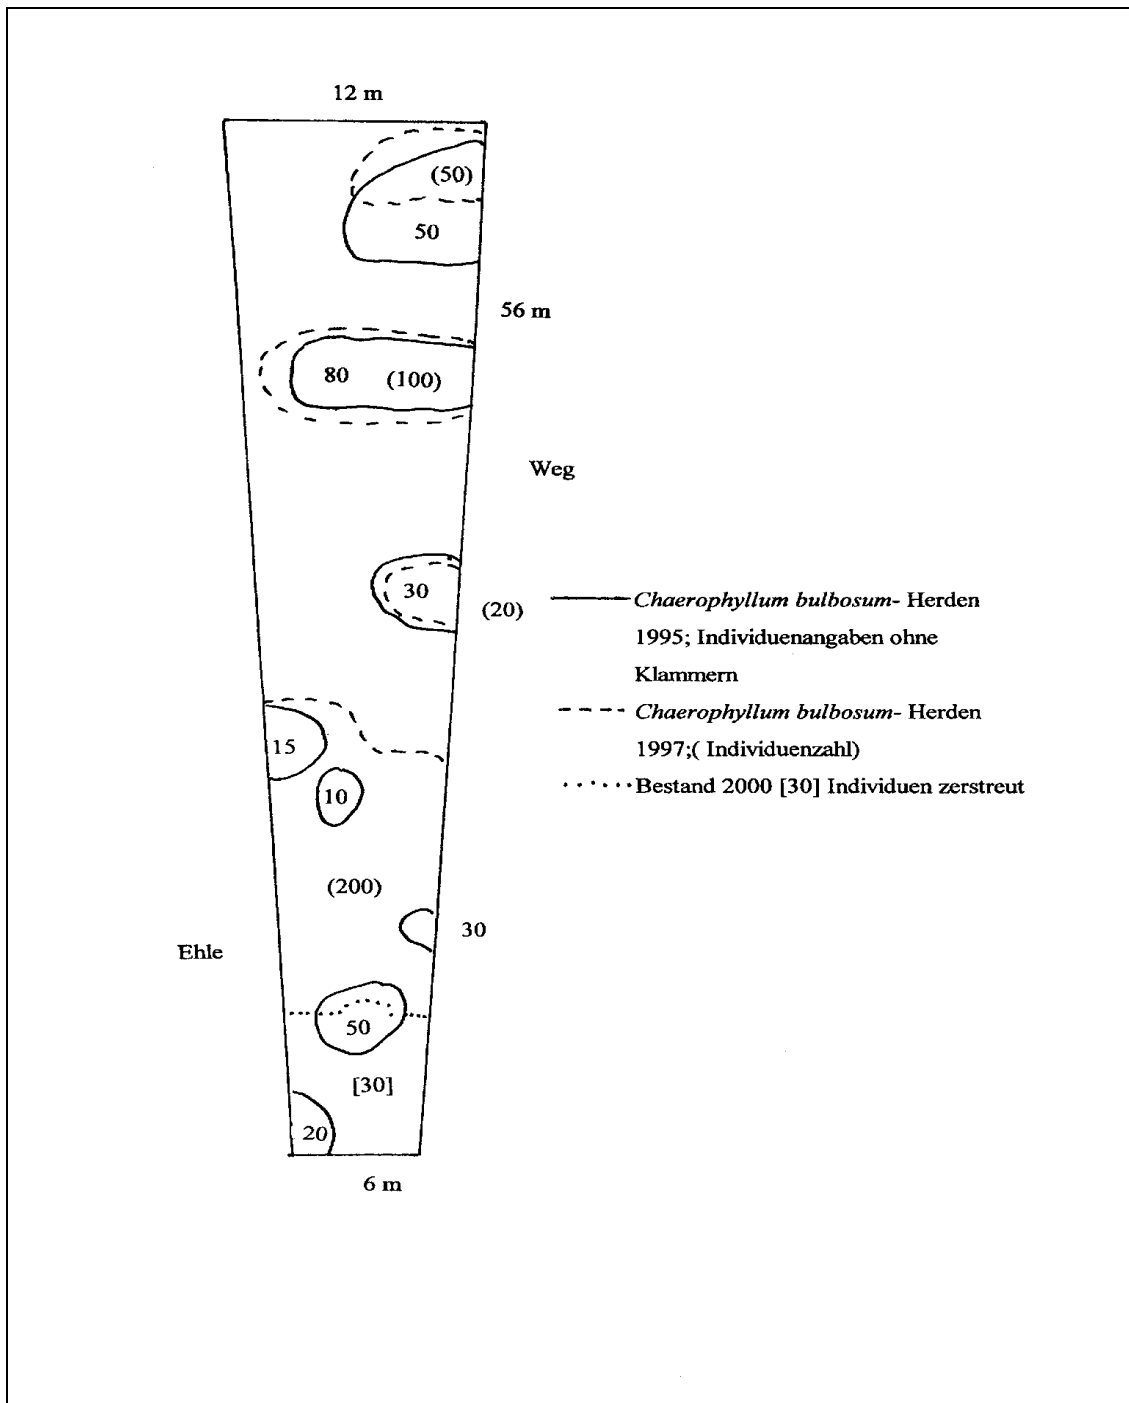 12 m
(50)
50
56 m
80 (100)
Weg
30
(20)
Chaerophyllum bulbosum- Herden
1995; Individuenangaben ohne
Klammern
Chaerophyllum bulbosum- Herden
1997;( Individuenzahl)
Bestand 2000 [30] Individuen zerstreut
15
10
(200)
30
Ehle
50
[30]
20
6 m